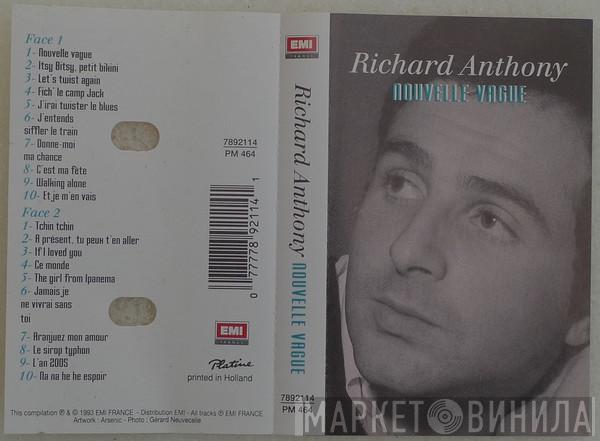 Face 1
1- Nouvelle vague
2- Itsy Bitsy, petit bikini
3- Let's twist again
4- Fich' le camp Jack
5- J'irai twister le blues
6- J'entends
siffler le train
7- Donne-moi
ma chance
8- C'est ma fête
9- Walking alone
10- Et,je m'en vais
Face 2
1- Tchin tchin
2- A présent, tu peux t'en aller
3- If I loved you
4- Ce monde
5- The girl from Ipanema
6- Jamais je
ne vivrai sans
toi
7- Aranjuez mon amour
8- Le sirop typhon
9- L'an 2005
10- Na na he he espoir
This compilation ℗ & © 1993 EMI FRANCE - Distribution EMI - All tracks ℗ EMI FRANCE
Artwork : Arsenic - Photo : Gérard Neuvecelle
7892114
PM 464
0 77778 92114 1
EMI
FRANCE
Platine
printed in Holland
EMI
FRANCE
Richard Anthony NOUVELLE VAGUE
7892114
PM 464
Richard Anthony
NOUVELLE VAGUE
МАРКЕТ ВИНИЛА